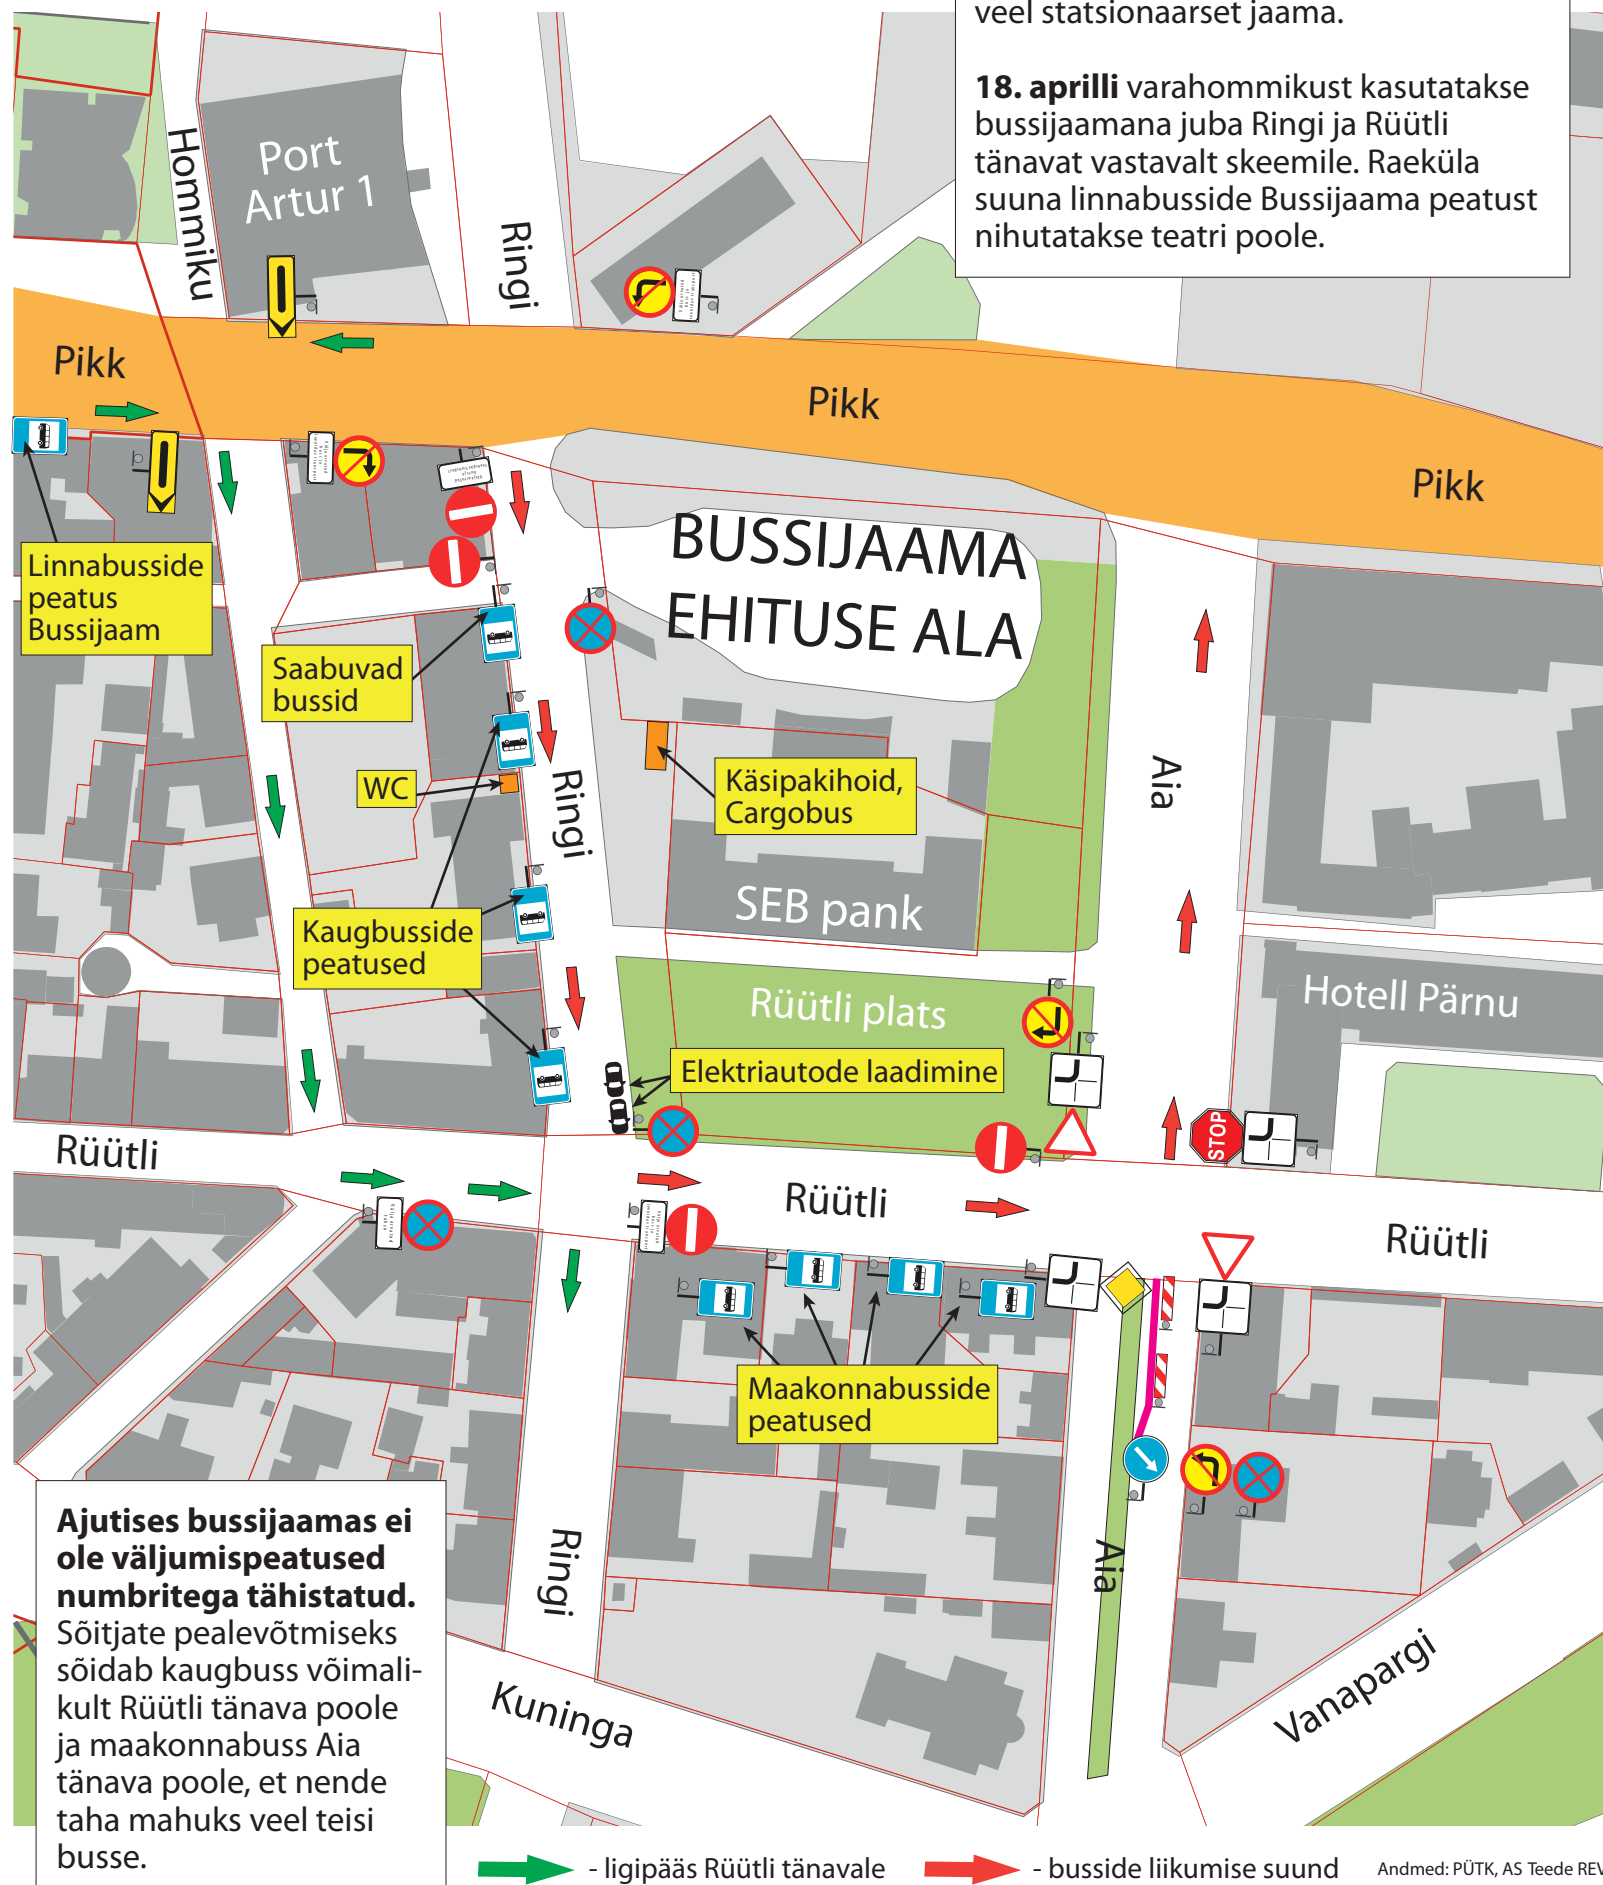 veel statsionaarset jaama.
18. aprilli varahommikust kasutatakse
bussijaamana juba Ringi ja Rüütli
tänavat vastavalt skeemile. Raeküla
suuna linnabusside Bussijaama peatust
nihutatakse teatri poole.
Hommiku
Port
Artur 1
Ringi
Pikk
Pikk
Pikk
BUSSIJAAMA
EHITUSE ALA
Linnabusside
peatus
Bussijaam
Saabuvad
bussid
WC
Ringi
Käsipakihoid,
Cargobus
Aia
SEB pank
Kaugbusside
peatused
Rüütli plats
Hotell Pärnu
Elektriautode laadimine
STOP
Rüütli
Rüütli
Rüütli
Maakonnabusside
peatused
Ringi
Aia
Kuninga
Vanapargi
Ajutises bussijaamas ei
ole väljumispeatused
numbritega tähistatud.
Sõitjate pealevõtmiseks
sõidab kaugbuss võimali-
kult Rüütli tänava poole
ja maakonnabuss Aia
tänava poole, et nende
taha mahuks veel teisi
busse.
- ligipääs Rüütli tänavale
- busside liikumise suund
Andmed: PÜTK, AS Teede REV